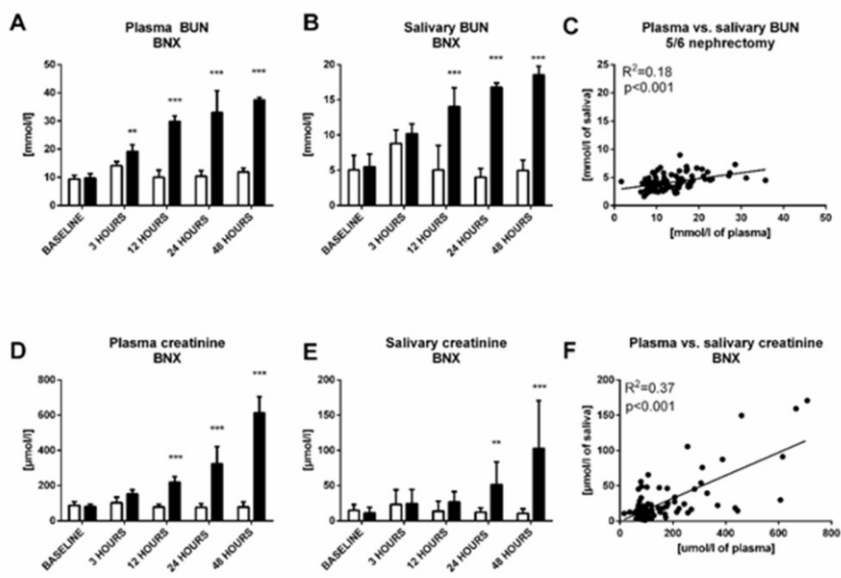 A
Plasma BUN
BNX
[mmol/l]
50
40
30
20
10
0
**
***
***
***
BASELINE
3 HOURS
12 HOURS
24 HOURS
48 HOURS
B
Salivary BUN
BNX
[mmol/l]
20
15
10
5
0
***
***
***
BASELINE
3 HOURS
12 HOURS
24 HOURS
48 HOURS
C
Plasma vs. salivary BUN
5/6 nephrectomy
R²=0.18
p<0.001
[mmol/l of saliva]
25
20
15
10
5
0
0 10 20 30 40 50
[mmol/l of plasma]
D
Plasma creatinine
BNX
[µmol/l]
800
600
400
200
0
***
***
***
BASELINE
3 HOURS
12 HOURS
24 HOURS
48 HOURS
E
Salivary creatinine
BNX
[µmol/l]
200
150
100
50
0
**
***
BASELINE
3 HOURS
12 HOURS
24 HOURS
48 HOURS
F
Plasma vs. salivary creatinine
BNX
R²=0.37
p<0.001
[µmol/l of saliva]
200
150
100
50
0
0 200 400 600 800
[umol/l of plasma]